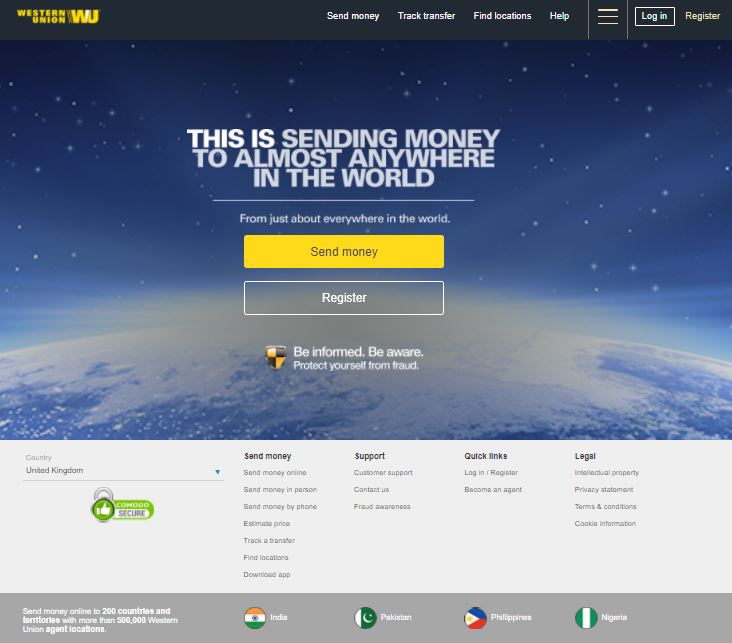 WESTERN UNION WU
Send money
Track transfer
Find locations
Help
Log in
Register
THIS IS SENDING MONEY
TO ALMOST ANYWHERE
IN THE WORLD
From just about everywhere in the world.
Send money
Register
Be informed. Be aware.
Protect yourself from fraud.
Country
United Kingdom
COMODO
SECURE
Send money
Send money online
Send money in person
Send money by phone
Estimate price
Track a transfer
Find locations
Download app
Support
Customer support
Contact us
Fraud awareness
Quick links
Log in / Register
Become an agent
Legal
Intellectual property
Privacy statement
Terms & conditions
Cookie information
Send money online to 200 countries and
territories with more than 500,000 Western
Union agent locations.
India
Pakistan
Philippines
Nigeria